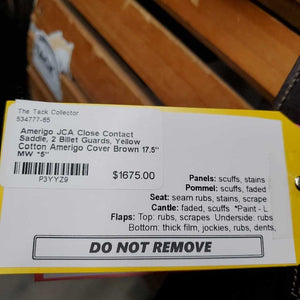 The Tack Collector
534777-65
Amerigo JCA Close Contact
Saddle, 2 Billet Guards, Yellow
Cotton Amerigo Cover Brown 17.5"
MW *5"
P3YYZ9
$1675.00
Panels: scuffs, stains
Pommel: scuffs, faded
Seat: seam rubs, stains, scrape
Cantle: faded, scuffs *Paint - L
Flaps: Top: rubs, scrapes Underside: rubs
Bottom: thick film, jockies, rubs, dents,
DO NOT REMOVE